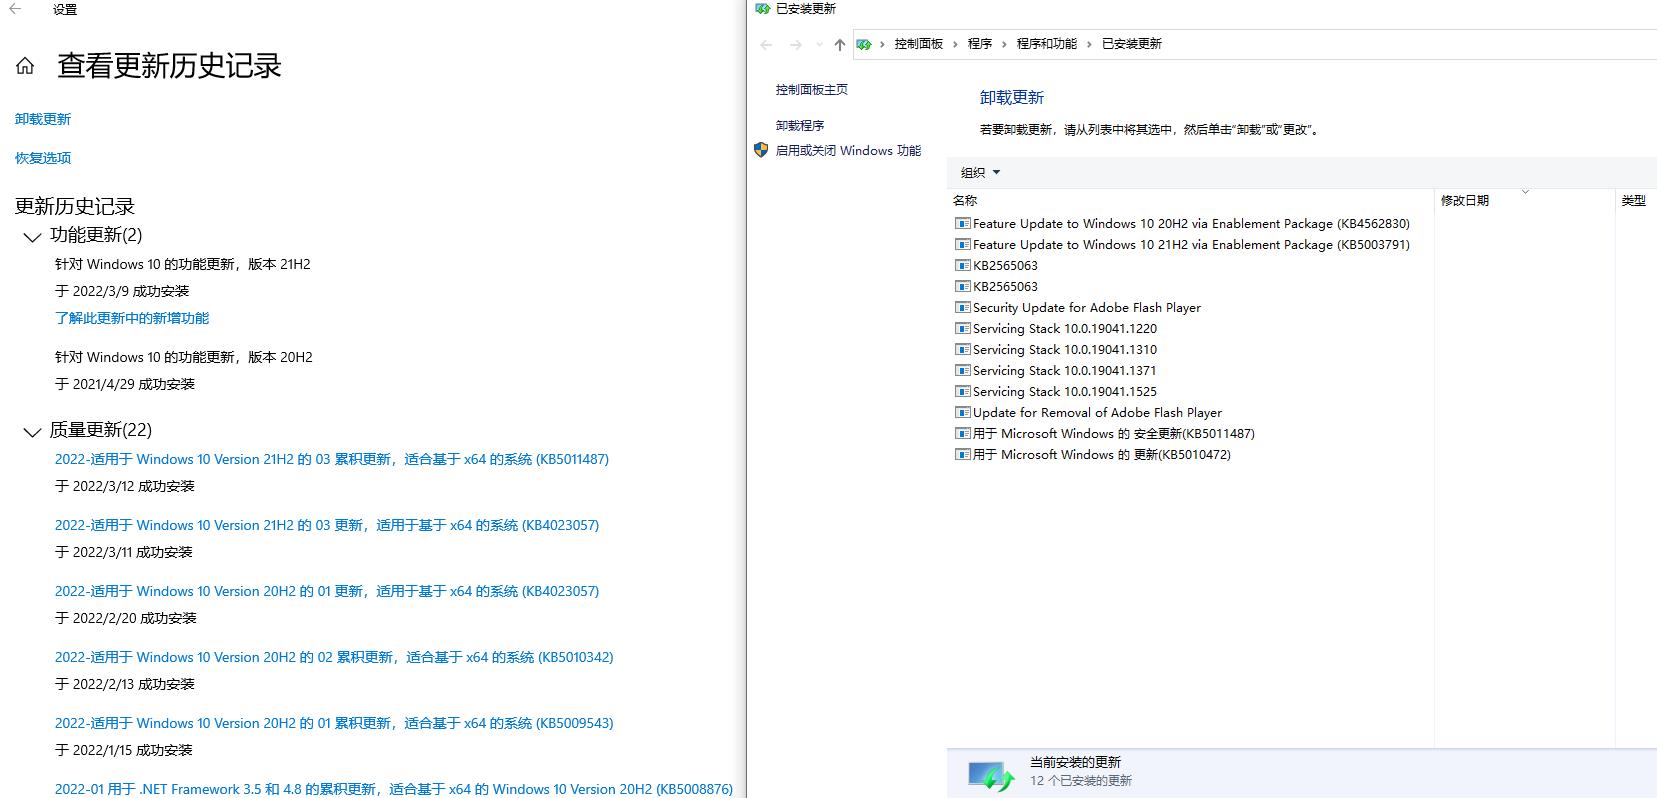 设置
查看更新历史记录
卸载更新
恢复选项
更新历史记录
功能更新(2)
针对 Windows 10 的功能更新，版本 21H2
于 2022/3/9 成功安装
了解此更新中的新增功能
针对 Windows 10 的功能更新，版本 20H2
于 2021/4/29 成功安装
质量更新(22)
2022-适用于 Windows 10 Version 21H2 的 03 累积更新，适合基于 x64 的系统 (KB5011487)
于 2022/3/12 成功安装
2022-适用于 Windows 10 Version 21H2 的 03 更新，适用于基于 x64 的系统 (KB4023057)
于 2022/3/11 成功安装
2022-适用于 Windows 10 Version 20H2 的 01 更新，适用于基于 x64 的系统 (KB4023057)
于 2022/2/20 成功安装
2022-适用于 Windows 10 Version 20H2 的 02 累积更新，适合基于 x64 的系统 (KB5010342)
于 2022/2/13 成功安装
2022-适用于 Windows 10 Version 20H2 的 01 累积更新，适合基于 x64 的系统 (KB5009543)
于 2022/1/15 成功安装
2022-01 用于 .NET Framework 3.5 和 4.8 的累积更新，适合基于 x64 的 Windows 10 Version 20H2 (KB5008876)
已安装更新
控制面板 › 程序 › 程序和功能 › 已安装更新
控制面板主页
卸载程序
启用或关闭 Windows 功能
卸载更新
若要卸载更新，请从列表中将其选中，然后单击“卸载”或“更改”。
组织
名称 修改日期 类型
Feature Update to Windows 10 20H2 via Enablement Package (KB4562830)
Feature Update to Windows 10 21H2 via Enablement Package (KB5003791)
KB2565063
KB2565063
Security Update for Adobe Flash Player
Servicing Stack 10.0.19041.1220
Servicing Stack 10.0.19041.1310
Servicing Stack 10.0.19041.1371
Servicing Stack 10.0.19041.1525
Update for Removal of Adobe Flash Player
用于 Microsoft Windows 的 安全更新(KB5011487)
用于 Microsoft Windows 的 更新(KB5010472)
当前安装的更新
12 个已安装的更新